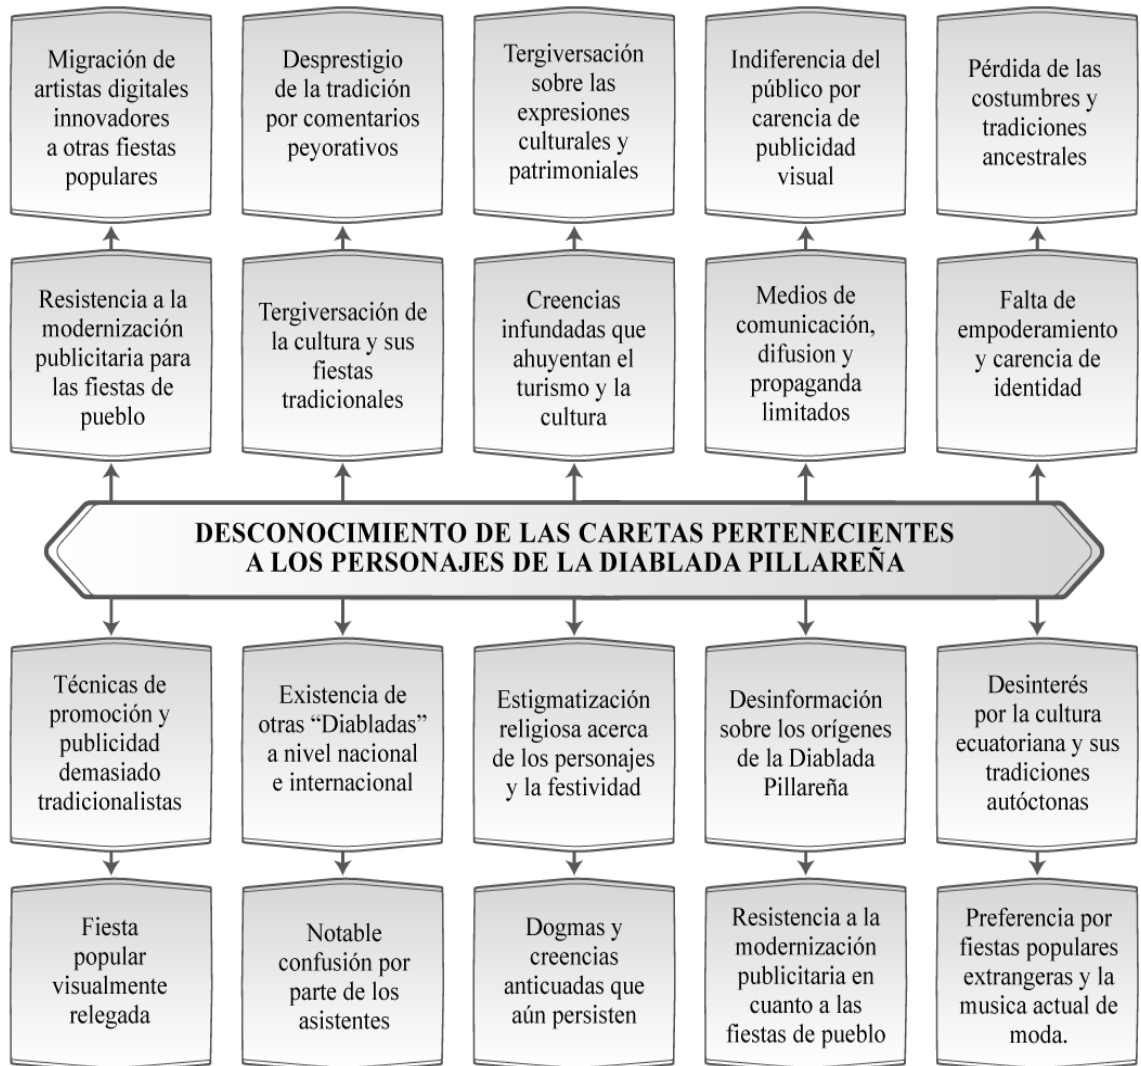 Migración de
artistas digitales
innovadores
a otras fiestas
populares
Desprestigio
de la tradición
por comentarios
peyorativos
Tergiversación
sobre las
expresiones
culturales y
patrimoniales
Indiferencia del
público por
carencia de
publicidad
visual
Pérdida de las
costumbres y
tradiciones
ancestrales
Resistencia a la
modernización
publicitaria para
las fiestas de
pueblo
Tergiversación de
la cultura y sus
fiestas
tradicionales
Creencias
infundadas que
ahuyentan el
turismo y la
cultura
Medios de
comunicación,
difusion y
propaganda
limitados
Falta de
empoderamiento
y carencia de
identidad
DESCONOCIMIENTO DE LAS CARETAS PERTENECIENTES
A LOS PERSONAJES DE LA DIABLADA PILLAREÑA
Técnicas de
promoción y
publicidad
demasiado
tradicionalistas
Existencia de
otras “Diabladas”
a nivel nacional
e internacional
Estigmatización
religiosa acerca
de los personajes
y la festividad
Desinformación
sobre los orígenes
de la Diablada
Pillareña
Desinterés
por la cultura
ecuatoriana y sus
tradiciones
autóctonas
Fiesta
popular
visualmente
relegada
Notable
confusión por
parte de los
asistentes
Dogmas y
creencias
anticuadas que
aún persisten
Resistencia a la
modernización
publicitaria en
cuanto a las
fiestas de pueblo
Preferencia por
fiestas populares
extrangeras y la
musica actual de
moda.